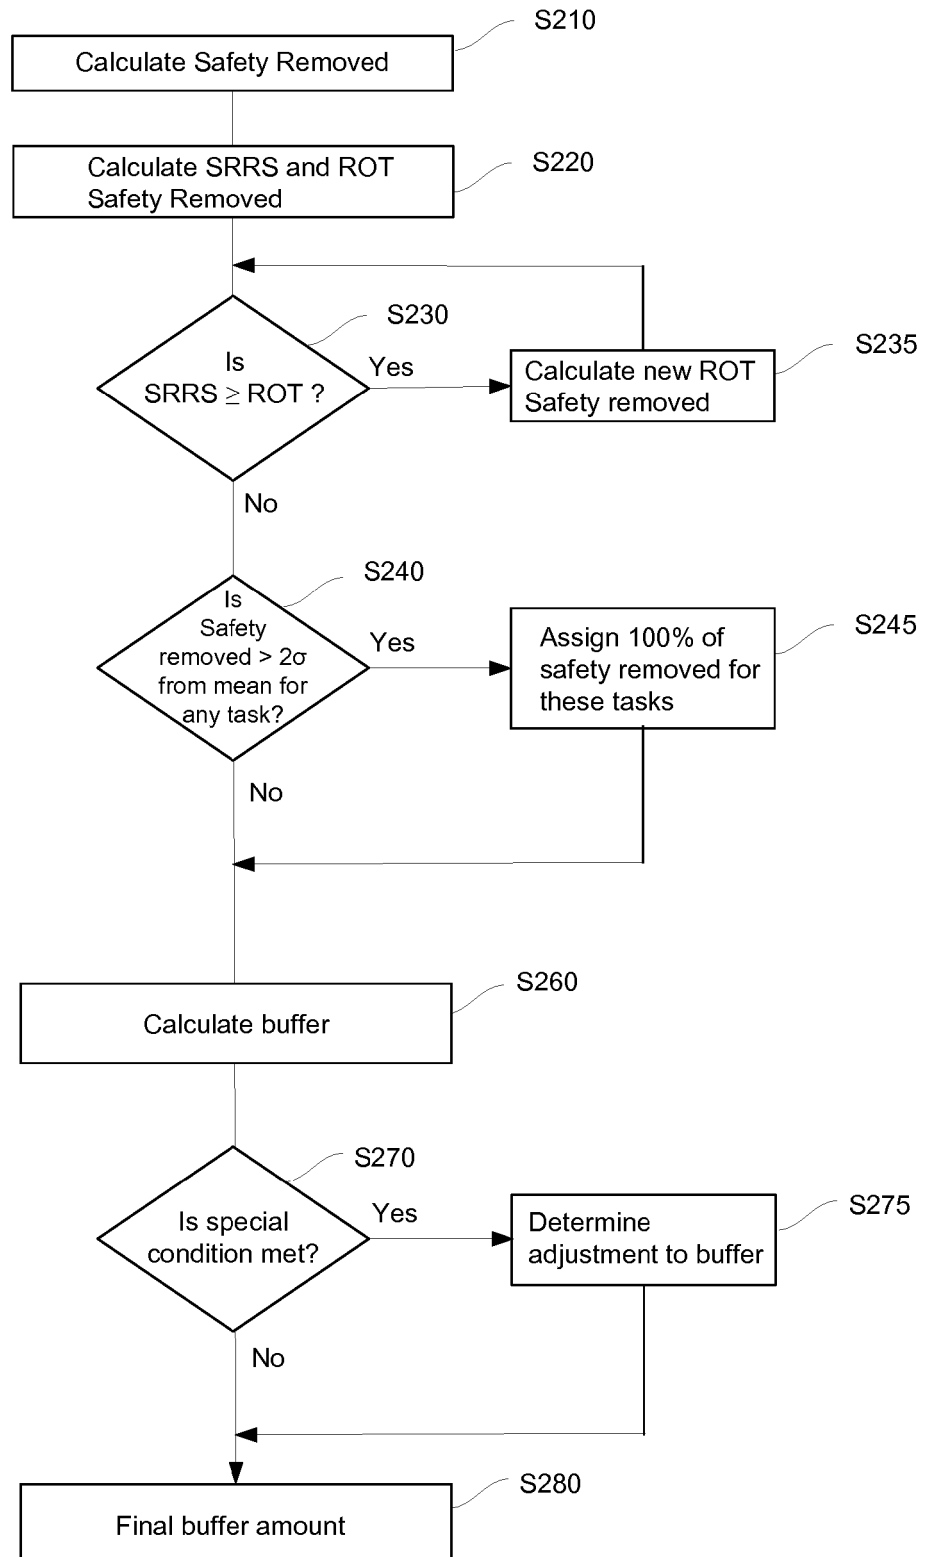 S210
Calculate Safety Removed
S220
Calculate SRRS and ROT
Safety Removed
S230
Is
SRRS ≥ ROT ?
Yes
S235
Calculate new ROT
Safety removed
No
S240
Is
Safety
removed > 2σ
from mean for
any task?
Yes
S245
Assign 100% of
safety removed for
these tasks
No
S260
Calculate buffer
S270
Is special
condition met?
Yes
S275
Determine
adjustment to buffer
No
S280
Final buffer amount